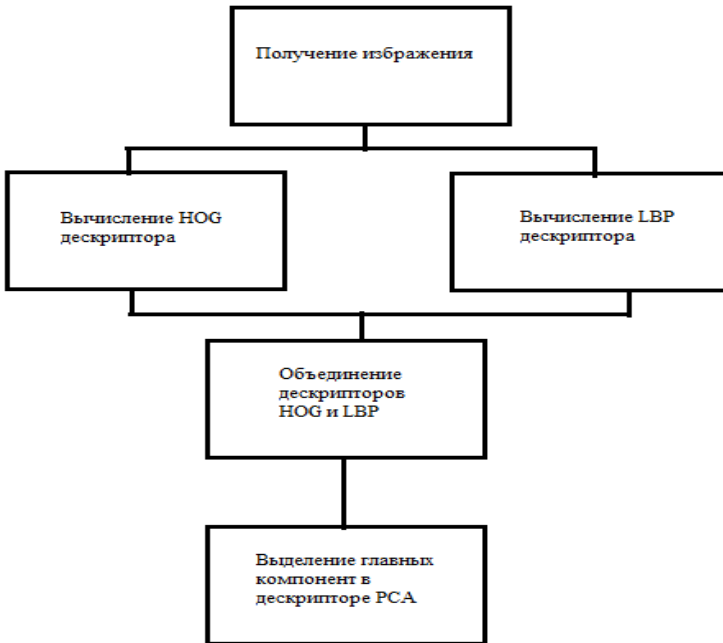 Получение избражения
Вычисление HOG
дескриптора
Вычисление LBP
дескриптора
Объединение
дескрипторов
HOG и LBP
Выделение главных
компонент в
дескрипторе PCA